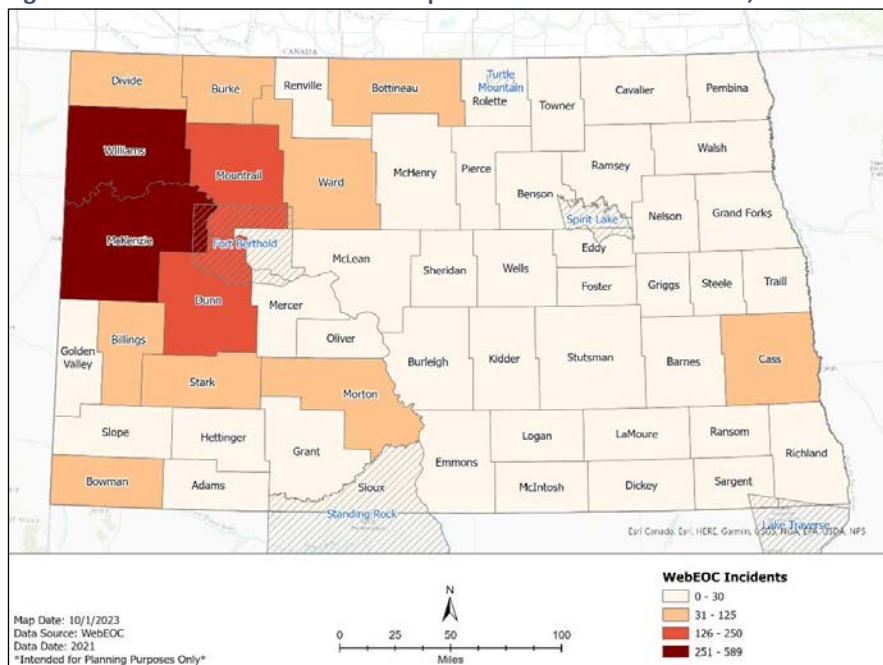 CANADA
Divide
Burke
Renville
Bottineau
Turtle
Mountain
Rolette
Towner
Cavalier
Pembina
Williams
Mountrail
Ward
McHenry
Pierce
Benson
Ramsey
Walsh
Spirit Lake
Nelson
Grand Forks
McKenzie
Fort Berthold
McLean
Sheridan
Wells
Eddy
Foster
Griggs
Steele
Traill
Dunn
Mercer
Oliver
Golden
Valley
Billings
Stark
Morton
Burleigh
Kidder
Stutsman
Barnes
Cass
Slope
Hettinger
Grant
Emmons
Logan
LaMoure
Ransom
Richland
Bowman
Adams
Sioux
McIntosh
Dickey
Sargent
Standing Rock
Lake Traverse
Esri Canada, Esri, HERE, Garmin, USGS, NGA, EPA, USDA, NPS
Map Date: 10/1/2023
Data Source: WebEOC
Data Date: 2021
*Intended for Planning Purposes Only*
N
0 25 50 100
Miles
WebEOC Incidents
0 - 30
31 - 125
126 - 250
251 - 589